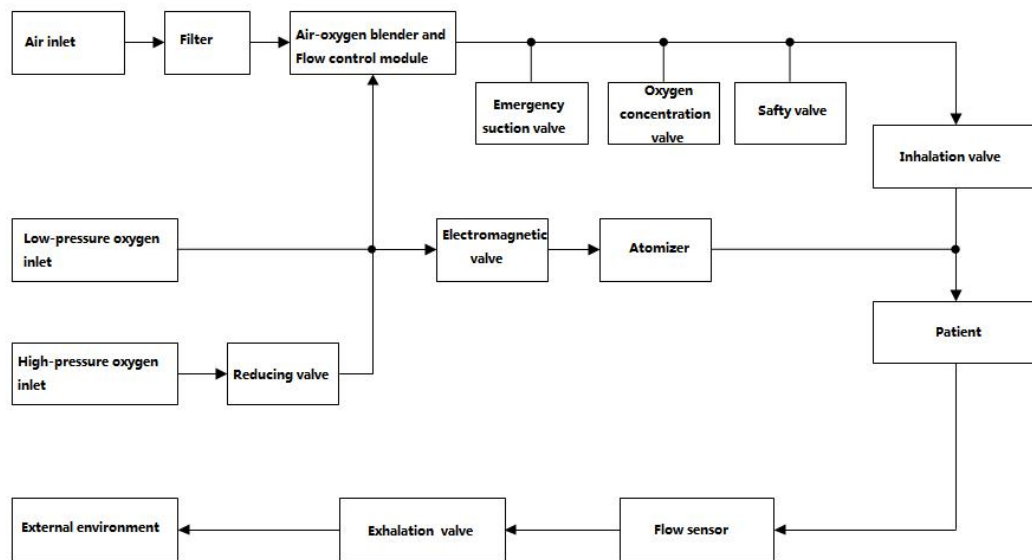 Air inlet
Filter
Air-oxygen blender and
Flow control module
Emergency
suction valve
Oxygen
concentration
valve
Safty valve
Inhalation valve
Low-pressure oxygen
inlet
Electromagnetic
valve
Atomizer
Patient
High-pressure oxygen
inlet
Reducing valve
External environment
Exhalation valve
Flow sensor